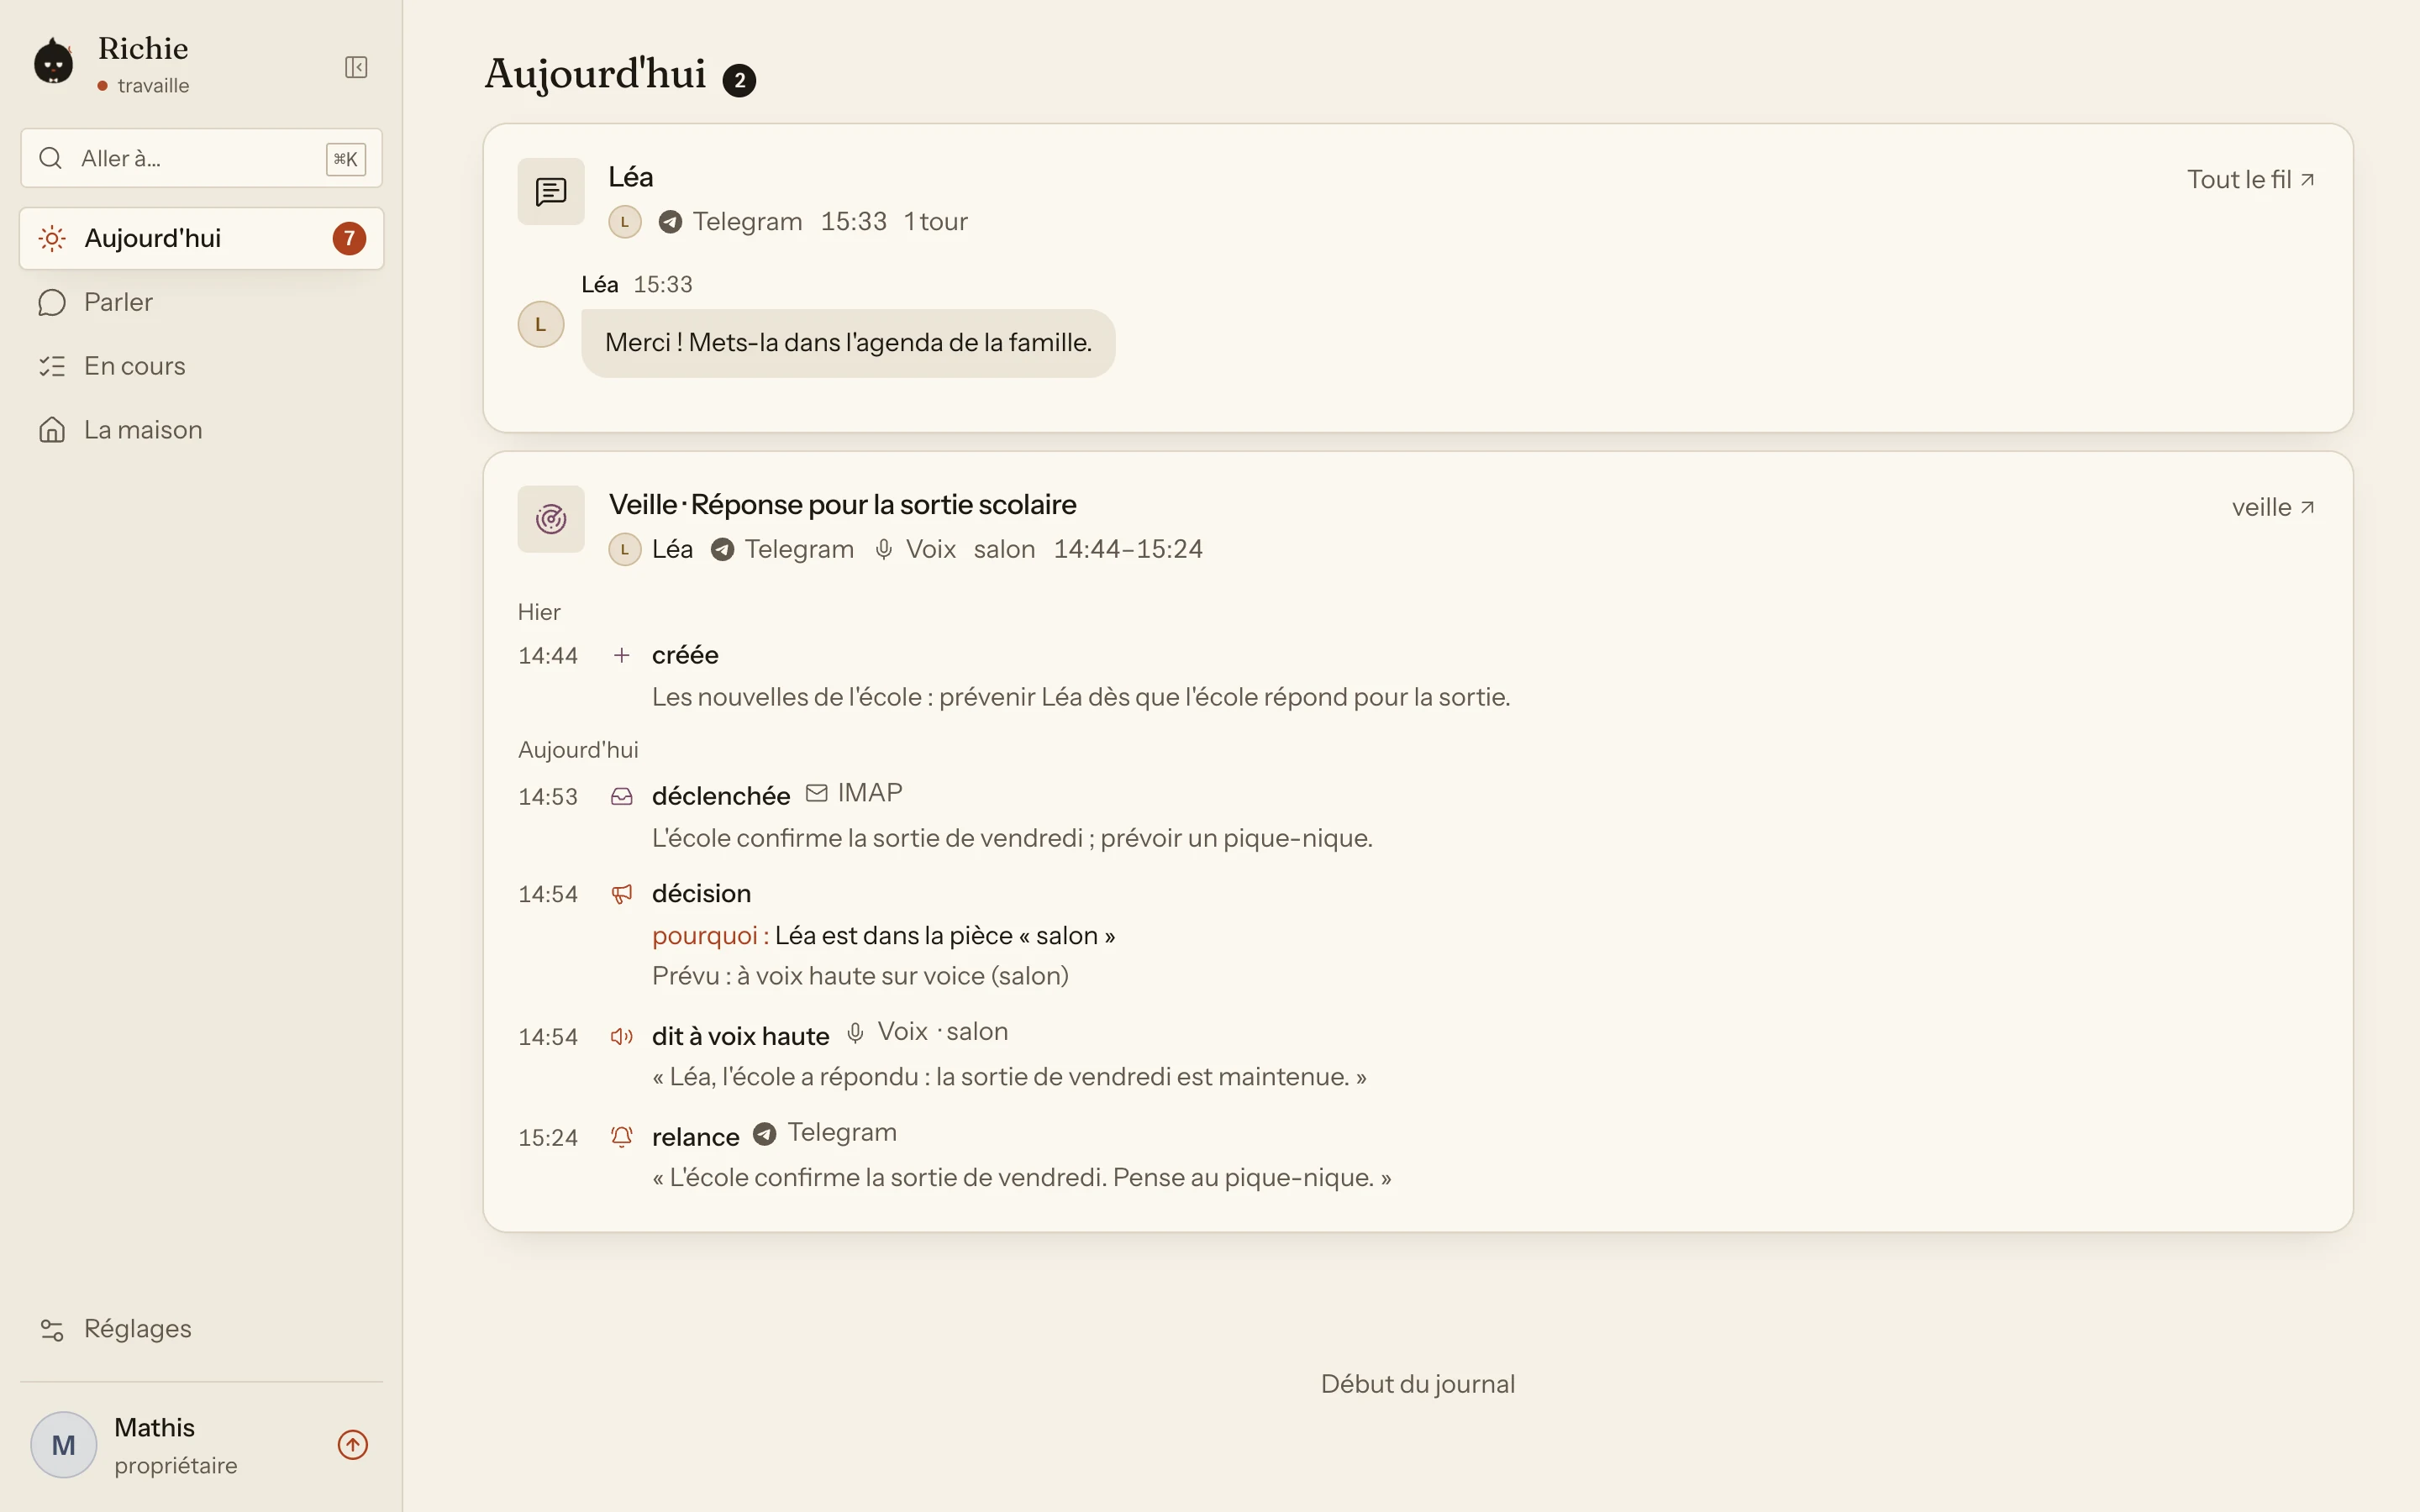 Richie
travaille
Aller à...
⌘K
Aujourd'hui
7
Parler
En cours
La maison
Réglages
M
Mathis
propriétaire
Aujourd'hui 2
Léa
Tout le fil
L Telegram 15:33 1 tour
Léa 15:33
L
Merci ! Mets-la dans l'agenda de la famille.
Veille · Réponse pour la sortie scolaire
veille
L Léa Telegram Voix salon 14:44–15:24
Hier
14:44 créée
Les nouvelles de l'école : prévenir Léa dès que l'école répond pour la sortie.
Aujourd'hui
14:53 déclenchée IMAP
L'école confirme la sortie de vendredi ; prévoir un pique-nique.
14:54 décision
pourquoi : Léa est dans la pièce « salon »
Prévu : à voix haute sur voice (salon)
14:54 dit à voix haute Voix · salon
« Léa, l'école a répondu : la sortie de vendredi est maintenue. »
15:24 relance Telegram
« L'école confirme la sortie de vendredi. Pense au pique-nique. »
Début du journal